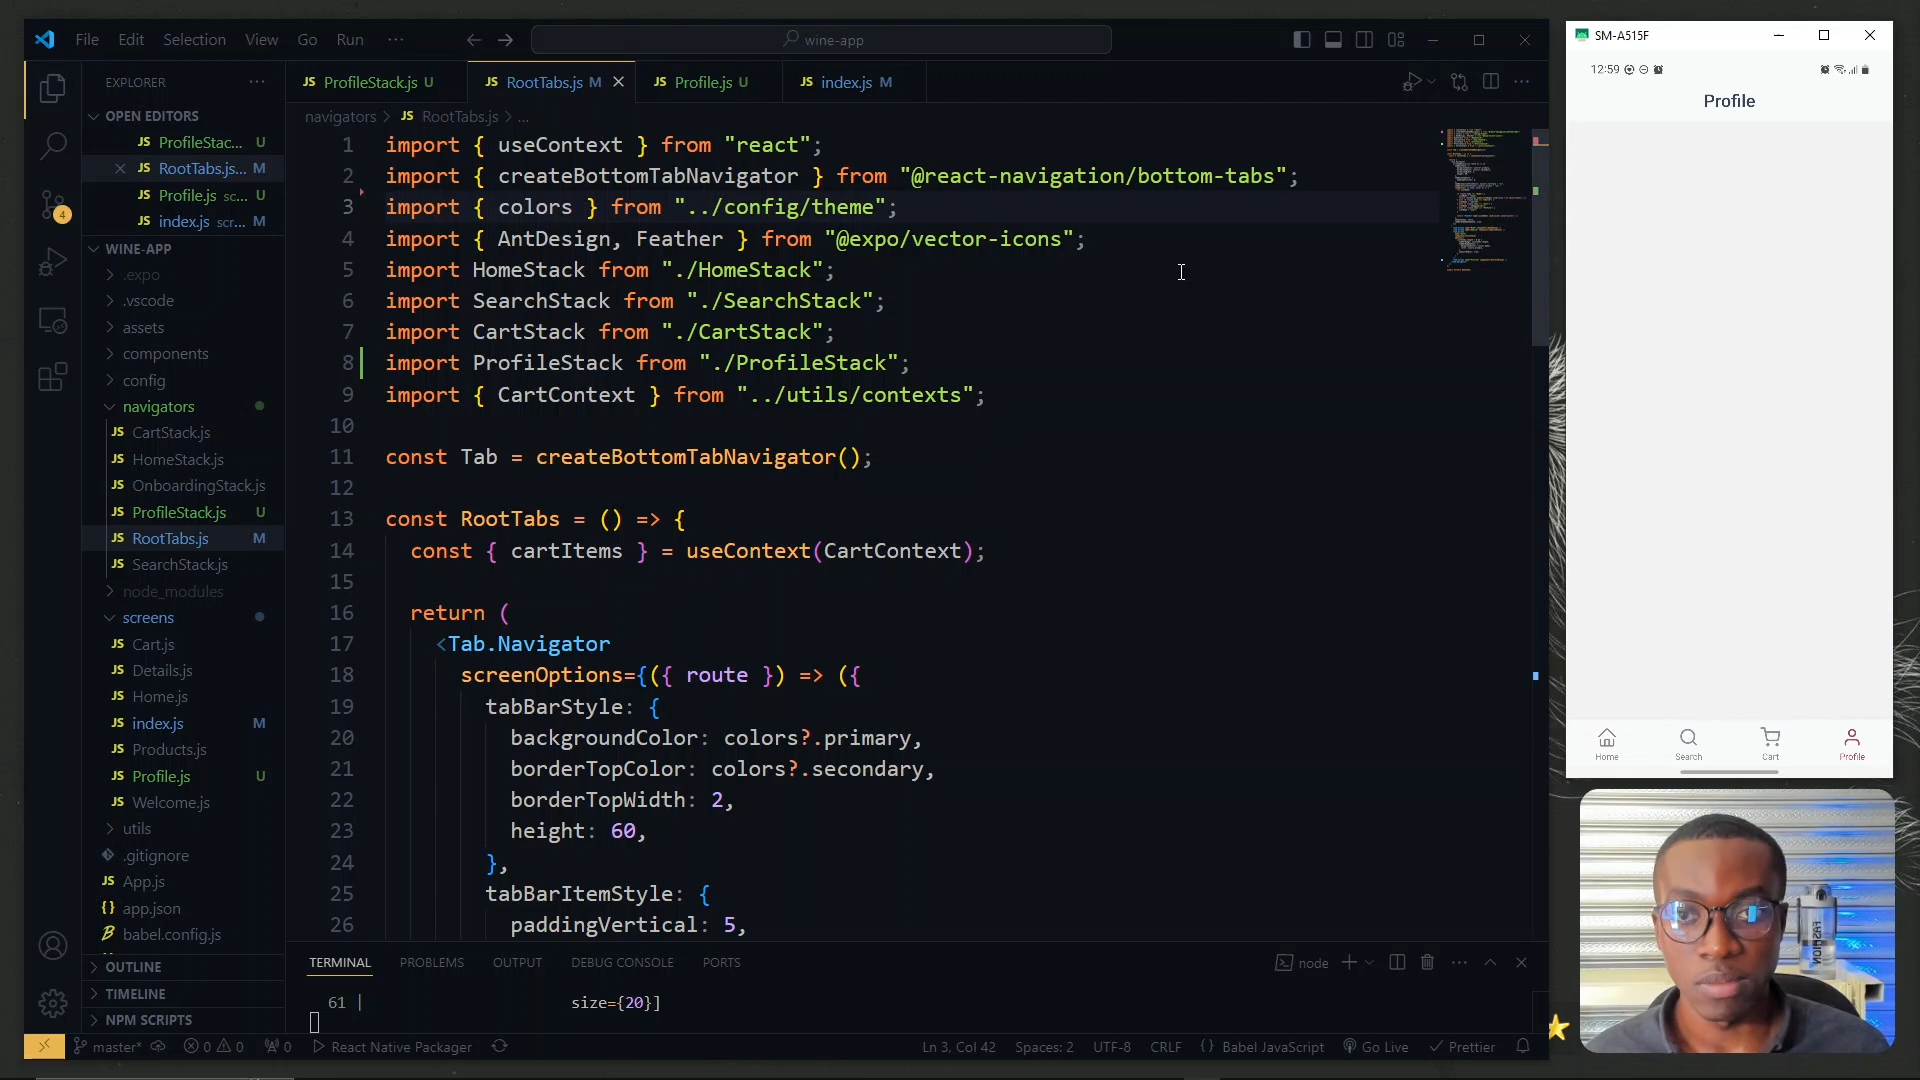 File Edit Selection View Go Run ···
wine-app
SM-A515F
EXPLORER
OPEN EDITORS
JS ProfileStac... U
JS RootTabs.js... M
JS Profile.js scr... U
JS index.js scr... M
WINE-APP
.expo
.vscode
assets
components
config
navigators
JS CartStack.js
JS HomeStack.js
JS OnboardingStack.js
JS ProfileStack.js U
JS RootTabs.js M
JS SearchStack.js
node_modules
screens
JS Cart.js
JS Details.js
JS Home.js
JS index.js M
JS Products.js
JS Profile.js U
JS Welcome.js
utils
.gitignore
JS App.js
{} app.json
babel.config.js
OUTLINE
TIMELINE
NPM SCRIPTS
4
JS ProfileStack.js U
JS RootTabs.js M
JS Profile.js U
JS index.js M
navigators > JS RootTabs.js > ...
1 import { useContext } from "react";
2 import { createBottomTabNavigator } from "@react-navigation/bottom-tabs";
3 import { colors } from "../config/theme";
4 import { AntDesign, Feather } from "@expo/vector-icons";
5 import HomeStack from "./HomeStack";
6 import SearchStack from "./SearchStack";
7 import CartStack from "./CartStack";
8 import ProfileStack from "./ProfileStack";
9 import { CartContext } from "../utils/contexts";
10
11 const Tab = createBottomTabNavigator();
12
13 const RootTabs = () => {
14 const { cartItems } = useContext(CartContext);
15
16 return (
17 <Tab.Navigator
18 screenOptions={({ route }) => ({
19 tabBarStyle: {
20 backgroundColor: colors?.primary,
21 borderTopColor: colors?.secondary,
22 borderTopWidth: 2,
23 height: 60,
24 },
25 tabBarItemStyle: {
26 paddingVertical: 5,
TERMINAL PROBLEMS OUTPUT DEBUG CONSOLE PORTS
node
61 | size={20}]
master* 0 0 0 React Native Packager
Ln 3, Col 42 Spaces: 2 UTF-8 CRLF {} Babel JavaScript Go Live Prettier
12:59
Profile
Home Search Cart Profile
FASHION